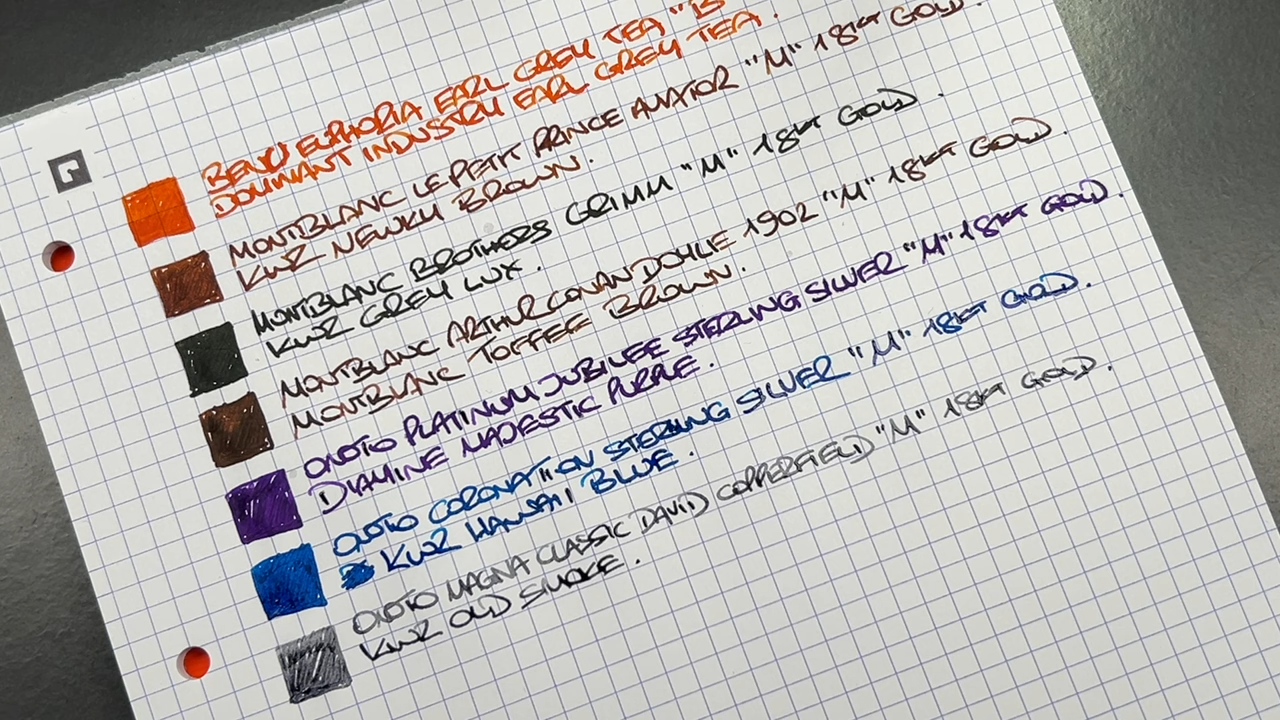 BENU EUPHORIA EARL GREY TEA "B
DOMINANT INDUSTRY EARL GREY TEA.
MONTBLANC LE PETIT PRINCE AVIATOR "M" 18KT GOLD.
KWZ NEWKY BROWN.
MONTBLANC BROTHERS GRIMM "M" 18KT GOLD.
KWZ GREY LUX.
MONTBLANC ARTHUR CONAN DOYLE 1902 "M" 18KT GOLD.
MONTBLANC TOFFEE BROWN.
ONOTO PLATINUM JUBILEE STERLING SILVER "M" 18KT GOLD.
DIAMINE MAJESTIC PURPLE.
ONOTO CORONATION STERLING SILVER "M" 18KT GOLD.
KWZ HAWAII BLUE.
ONOTO MAGNA CLASSIC DAVID COPPERFIELD "M" 18KT GOLD.
KWZ OLD SMOKE.